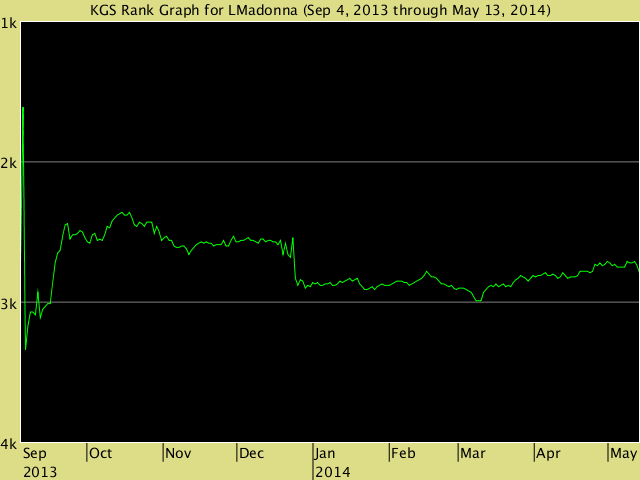 KGS Rank Graph for LMadonna (Sep 4, 2013 through May 13, 2014)
1k
2k
3k
4k
Sep Oct Nov Dec Jan Feb Mar Apr May
2013 2014